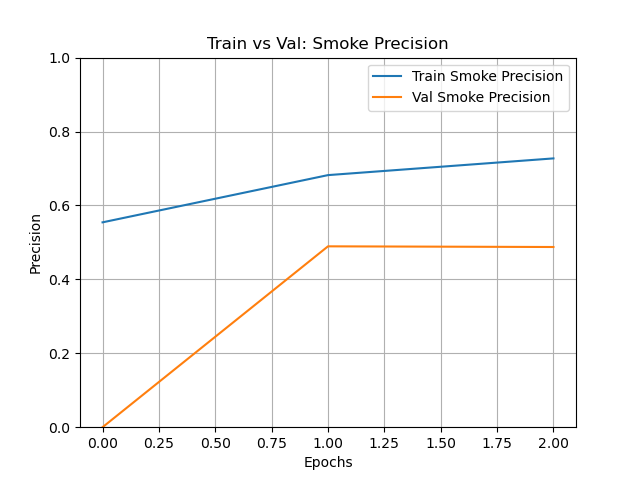 Train vs Val: Smoke Precision
Train Smoke Precision
Val Smoke Precision
1.0
0.8
0.6
0.4
0.2
0.0
Precision
0.00 0.25 0.50 0.75 1.00 1.25 1.50 1.75 2.00
Epochs